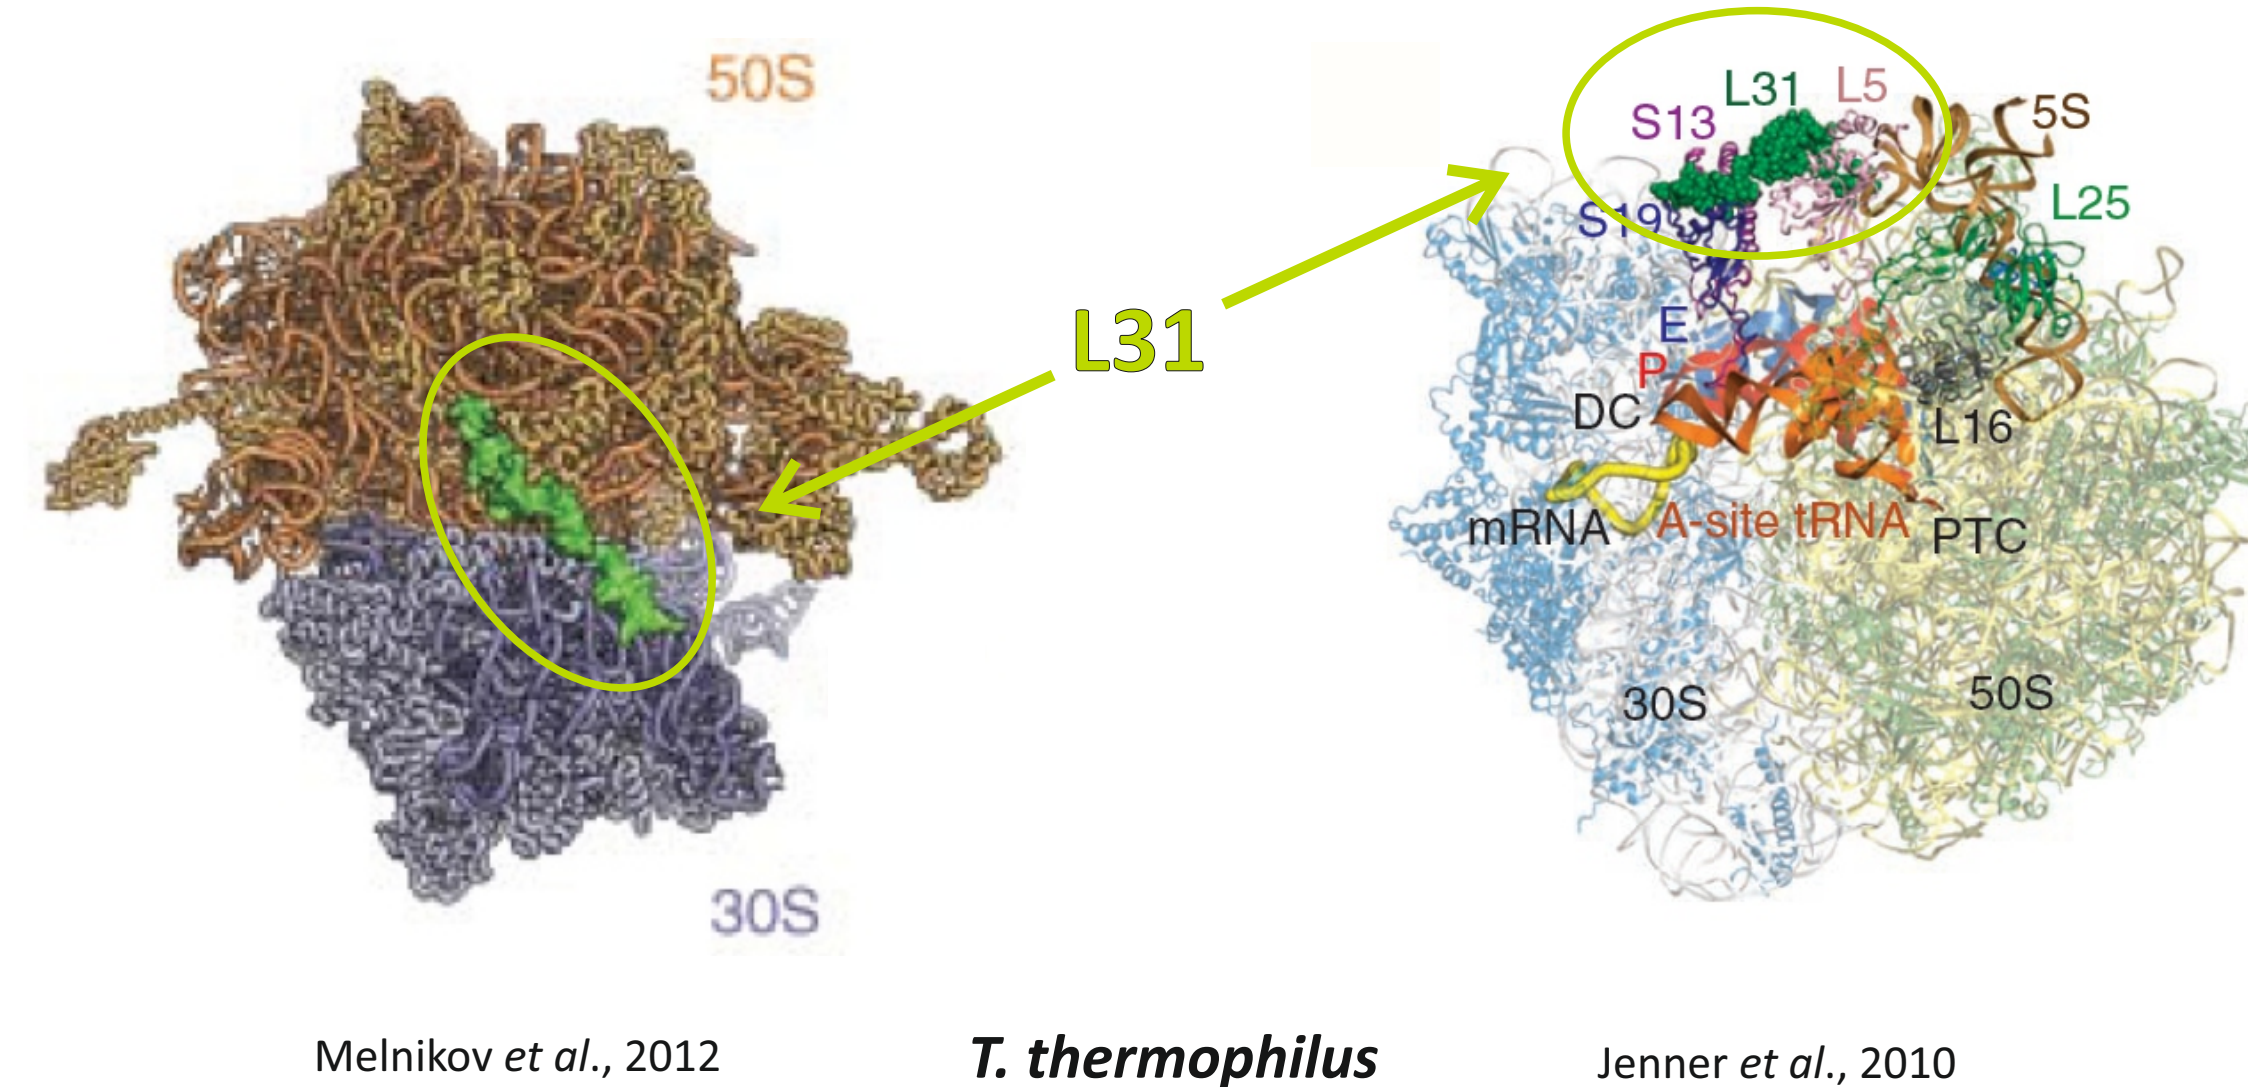 50S
L31
L5
S13
5S
L25
S19
L31
E
P
DC
L16
mRNA
A-site tRNA
PTC
30S
50S
30S
Melnikov et al., 2012
T. thermophilus
Jenner et al., 2010